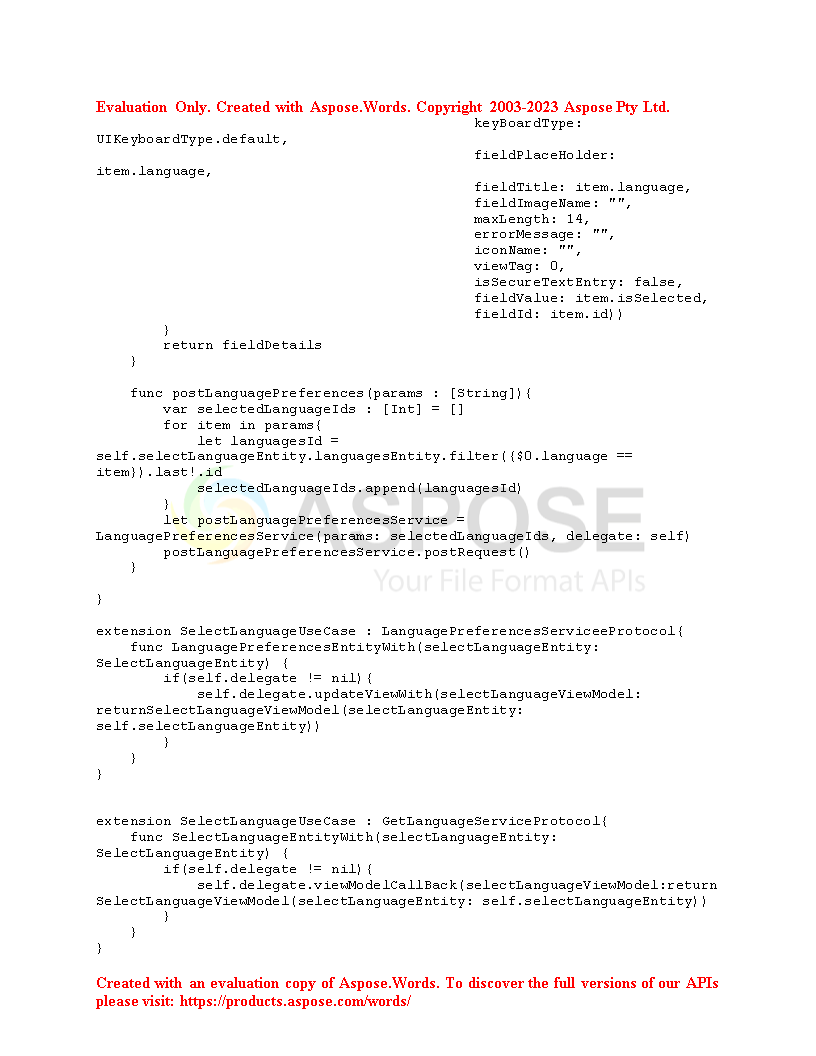 Evaluation Only. Created with Aspose.Words. Copyright 2003-2023 Aspose Pty Ltd.
keyBoardType:
UIKeyboardType.default,
fieldPlaceHolder:
item.language,
fieldTitle: item.language,
fieldImageName: "",
maxLength: 14,
errorMessage: "",
iconName: "",
viewTag: 0,
isSecureTextEntry: false,
fieldValue: item.isSelected,
fieldId: item.id))
}
return fieldDetails
}
func postLanguagePreferences(params : [String]){
var selectedLanguageIds : [Int] = []
for item in params{
let languagesId =
self.selectLanguageEntity.languagesEntity.filter({$0.language ==
item}).last!.id
selectedLanguageIds.append(languagesId)
}
let postLanguagePreferencesService =
LanguagePreferencesService(params: selectedLanguageIds, delegate: self)
postLanguagePreferencesService.postRequest()
}
ASPOSE
Your File Format APIs
}
extension SelectLanguageUseCase : LanguagePreferencesServiceeProtocol{
func LanguagePreferencesEntityWith(selectLanguageEntity:
SelectLanguageEntity) {
if(self.delegate != nil){
self.delegate.updateViewWith(selectLanguageViewModel:
returnSelectLanguageViewModel(selectLanguageEntity:
self.selectLanguageEntity))
}
}
}
extension SelectLanguageUseCase : GetLanguageServiceProtocol{
func SelectLanguageEntityWith(selectLanguageEntity:
SelectLanguageEntity) {
if(self.delegate != nil){
self.delegate.viewModelCallBack(selectLanguageViewModel:return
SelectLanguageViewModel(selectLanguageEntity: self.selectLanguageEntity))
}
}
}
Created with an evaluation copy of Aspose.Words. To discover the full versions of our APIs
please visit: https://products.aspose.com/words/